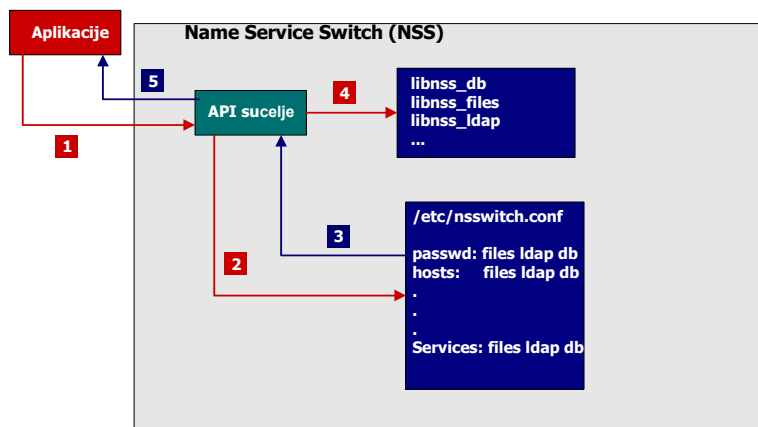 Aplikacije
Name Service Switch (NSS)
5
API sucelje
4
libnss_db
libnss_files
libnss_ldap
...
1
/etc/nsswitch.conf
3
passwd: files ldap db
2
hosts: files ldap db
.
.
.
Services: files ldap db